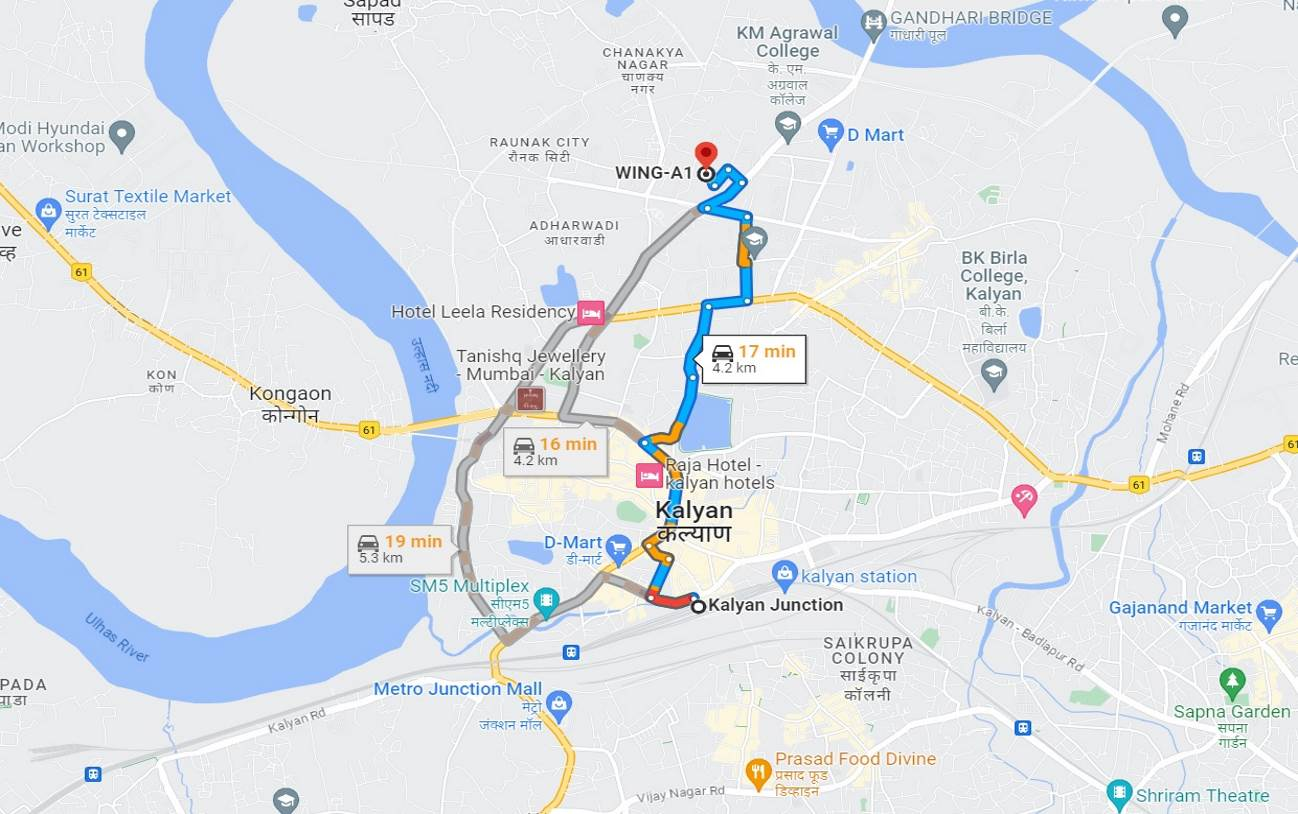 Sapad
सापड
GANDHARI BRIDGE
गांधारी पूल
KM Agrawal
College
के. एम.
अग्रवाल
कॉलेज
CHANAKYA
NAGAR
चाणक्य
नगर
Modi Hyundai
an Workshop
D Mart
RAUNAK CITY
रौनक सिटी
WING-A1
Surat Textile Market
सुरत टेक्सटाइल
मार्केट
ADHARWADI
आधारवाडी
61
BK Birla
College,
Kalyan
बी.के.
बिर्ला
महाविद्यालय
Hotel Leela Residency
उल्हास नदी
17 min
4.2 km
Tanishq Jewellery
- Mumbai - Kalyan
KON
कोण
Kongaon
कोन्गोन
Re
Mohane Rd
61
16 min
4.2 km
61
61
Raja Hotel -
kalyan hotels
Kalyan
कल्याण
19 min
5.3 km
D-Mart
डी-मार्ट
SM5 Multiplex
सीएम5
मल्टीप्लेक्स
kalyan station
Kalyan Junction
Gajanand Market
गजानंद मार्केट
Kalyan - Badlapur Rd
Ulhas River
SAIKRUPA
COLONY
साईकृपा
कॉलनी
PADA
पाडा
Metro Junction Mall
मेट्रो
जंक्शन मॉल
Kalyan Rd
Sapna Garden
सपना
गार्डन
Prasad Food Divine
प्रसाद फूड
डिव्हाइन
Vijay Nagar Rd
Shriram Theatre